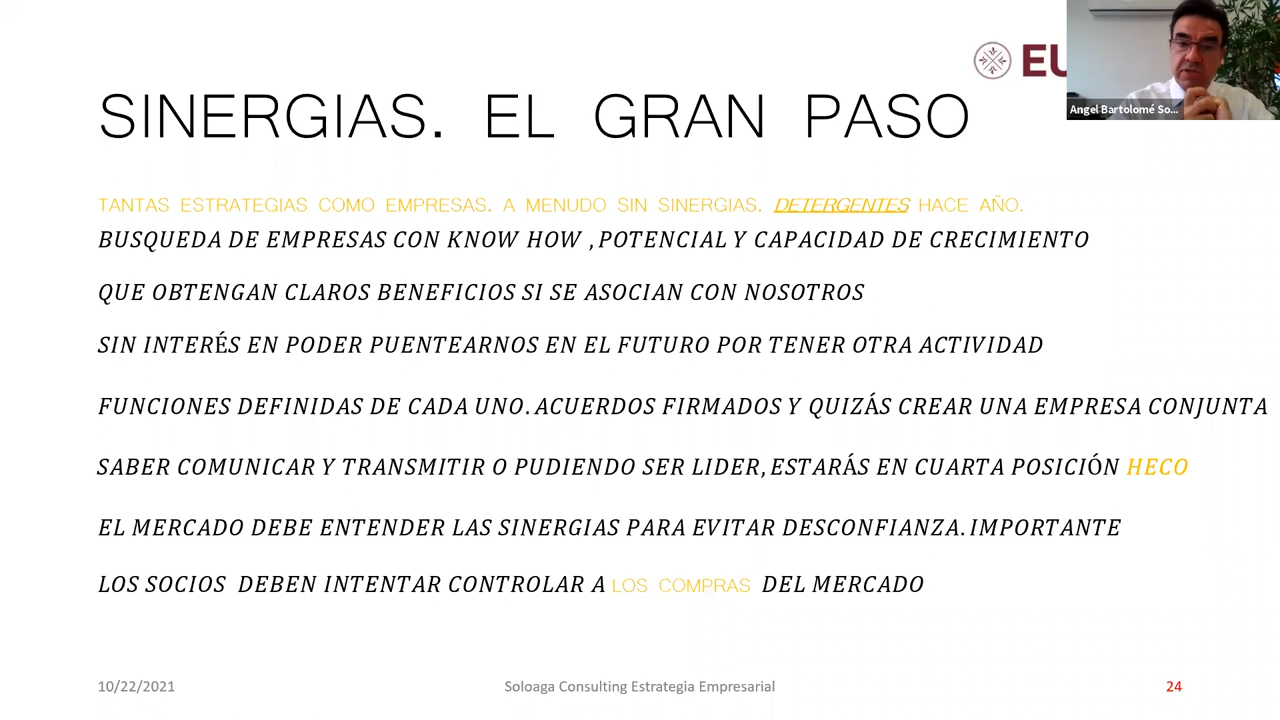 EU
Angel Bartolomé So...
SINERGIAS. EL GRAN PASO
TANTAS ESTRATEGIAS COMO EMPRESAS. A MENUDO SIN SINERGIAS. DETERGENTES HACE AÑO.
BUSQUEDA DE EMPRESAS CON KNOW HOW ,POTENCIAL Y CAPACIDAD DE CRECIMIENTO
QUE OBTENGAN CLAROS BENEFICIOS SI SE ASOCIAN CON NOSOTROS
SIN INTERÉS EN PODER PUENTEARNOS EN EL FUTURO POR TENER OTRA ACTIVIDAD
FUNCIONES DEFINIDAS DE CADA UNO. ACUERDOS FIRMADOS Y QUIZÁS CREAR UNA EMPRESA CONJUNTA
SABER COMUNICAR Y TRANSMITIR O PUDIENDO SER LIDER, ESTARÁS EN CUARTA POSICIÓN HECO
EL MERCADO DEBE ENTENDER LAS SINERGIAS PARA EVITAR DESCONFIANZA. IMPORTANTE
LOS SOCIOS DEBEN INTENTAR CONTROLAR A LOS COMPRAS DEL MERCADO
10/22/2021
Soloaga Consulting Estrategia Empresarial
24